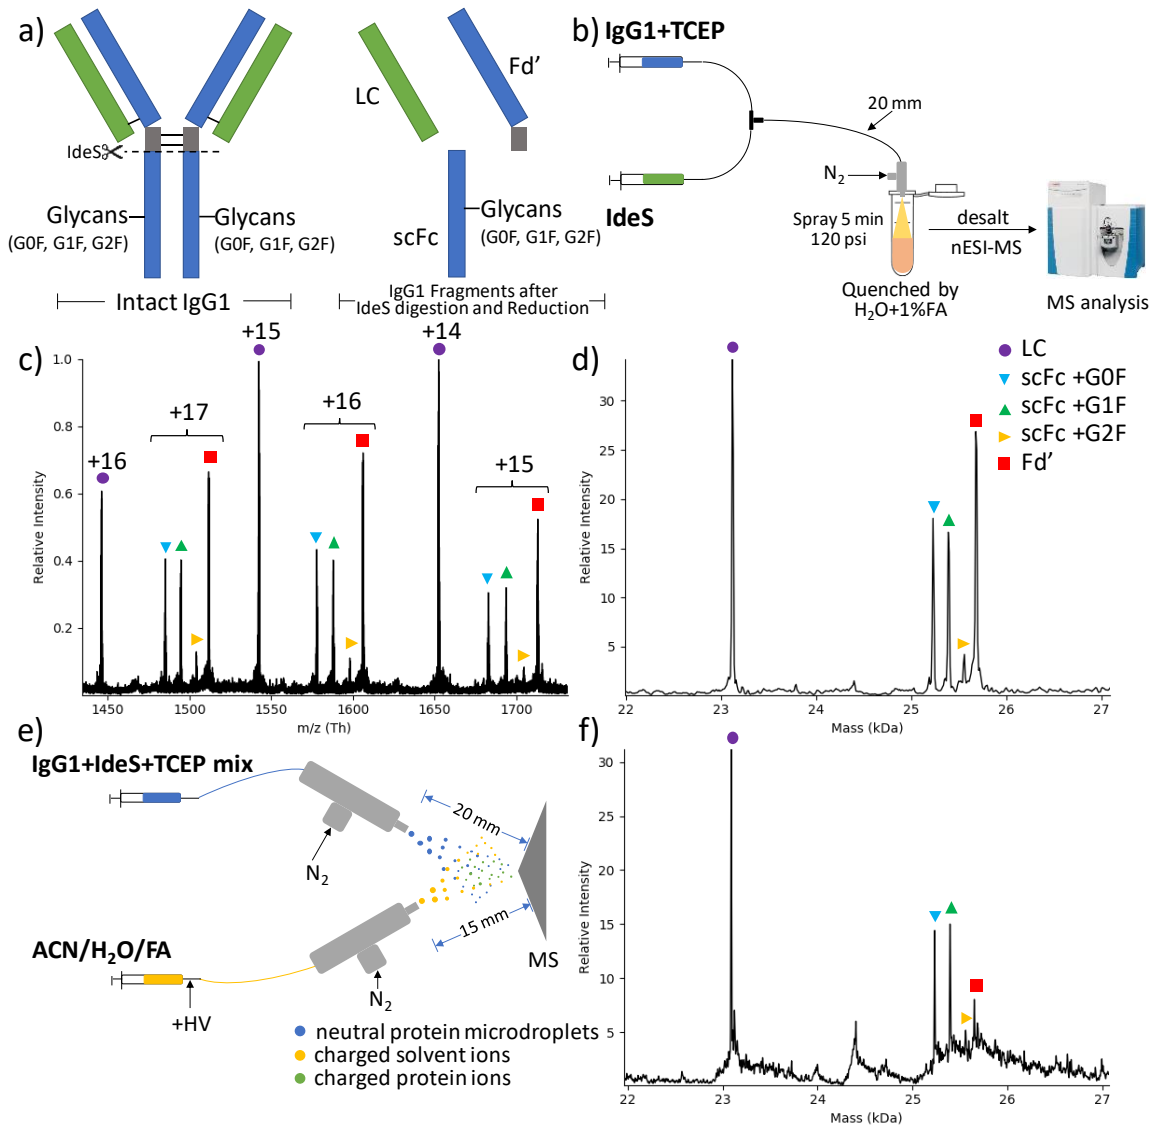 a)
IdeS
Glycans
(G0F, G1F, G2F)
Glycans
(G0F, G1F, G2F)
Intact IgG1
LC
Fd’
scFc
Glycans
(G0F, G1F, G2F)
IgG1 Fragments after
IdeS digestion and Reduction
b)
IgG1+TCEP
20 mm
N2
IdeS
Spray 5 min
120 psi
desalt
nESI-MS
Quenched by
H2O+1%FA
MS analysis
c)
+16
+17
+15
+16
+14
+15
Relative Intensity
1.0
0.8
0.6
0.4
0.2
1450
1500
1550
1600
1650
1700
m/z (Th)
d)
LC
scFc +G0F
scFc +G1F
scFc +G2F
Fd’
Relative Intensity
30
25
20
15
10
5
22
23
24
25
26
27
Mass (kDa)
e)
IgG1+IdeS+TCEP mix
N2
20 mm
15 mm
MS
ACN/H2O/FA
+HV
N2
neutral protein microdroplets
charged solvent ions
charged protein ions
f)
Relative Intensity
30
25
20
15
10
5
22
23
24
25
26
27
Mass (kDa)